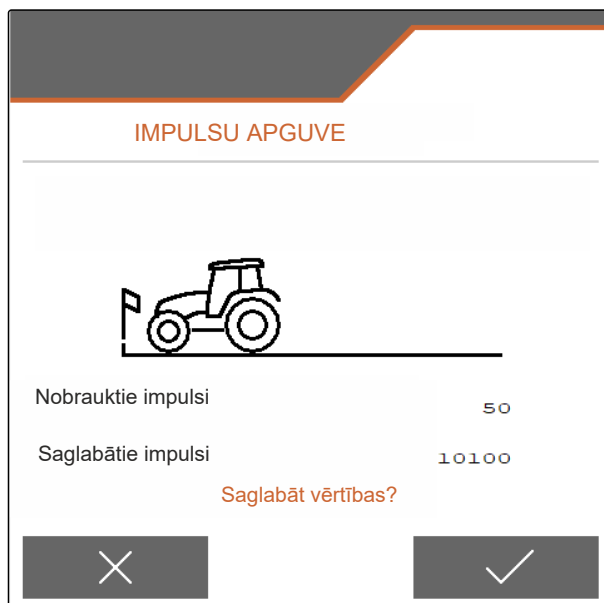 IMPULSU APGUVE
Nobrauktie impulsi 50
Saglabātie impulsi 10100
Saglabāt vērtības?